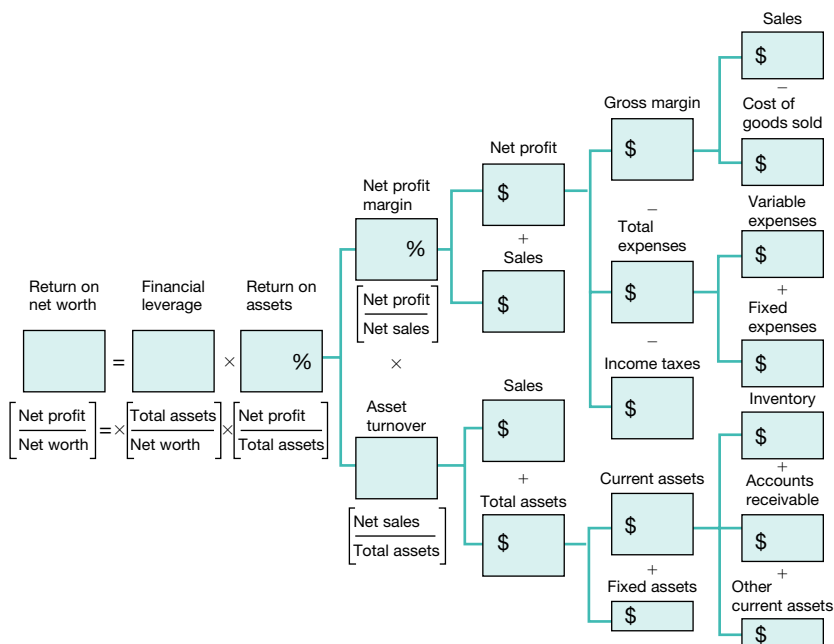 Sales
$
−
Cost of
goods sold
$
Gross margin
$
Net profit
$
+
Sales
$
Net profit
margin
%
[Net profit
Net sales]
−
Total
expenses
$
Variable
expenses
$
+
Fixed
expenses
$
−
Income taxes
$
Return on
net worth
=
Financial
leverage
×
Return on
assets
%
[Net profit
Net worth]
=×
[Total assets
Net worth]
×
[Net profit
Total assets]
×
Asset
turnover
[Net sales
Total assets]
Sales
$
+
Total assets
$
Current assets
$
+
Fixed assets
$
Inventory
$
+
Accounts
receivable
$
+
Other
current assets
$